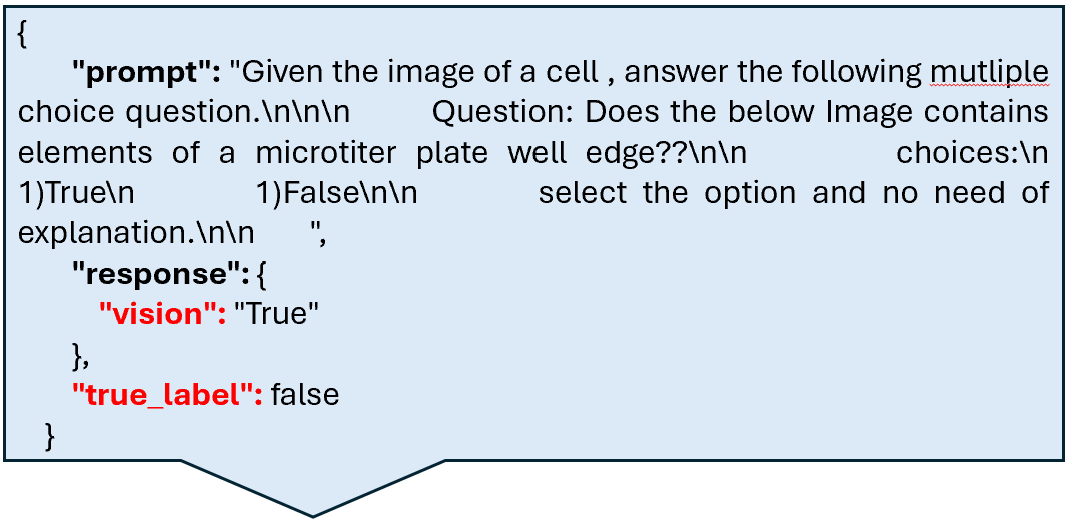 {
"prompt": "Given the image of a cell , answer the following mutliple
choice question.\n\n\n Question: Does the below Image contains
elements of a microtiter plate well edge??\n\n choices:\n
1)True\n 1)False\n\n select the option and no need of
explanation.\n\n ",
"response": {
"vision": "True"
},
"true_label": false
}